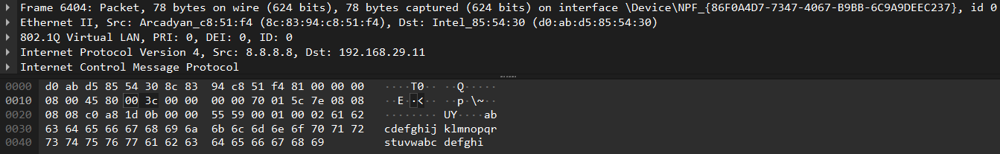 Frame 6404: Packet, 78 bytes on wire (624 bits), 78 bytes captured (624 bits) on interface \Device\NPF_{86F0A4D7-7347-4067-B9BB-6C9A9DEEC237}, id 0
Ethernet II, Src: Arcadyan_c8:51:f4 (8c:83:94:c8:51:f4), Dst: Intel_85:54:30 (d0:ab:d5:85:54:30)
802.1Q Virtual LAN, PRI: 0, DEI: 0, ID: 0
Internet Protocol Version 4, Src: 8.8.8.8, Dst: 192.168.29.11
Internet Control Message Protocol
0000 d0 ab d5 85 54 30 8c 83 94 c8 51 f4 81 00 00 00 ····T0·· ··Q·····
0010 08 00 45 80 00 3c 00 00 00 00 70 01 5c 7e 08 08 ··E··<·· ··p·\~··
0020 08 08 c0 a8 1d 0b 00 00 55 59 00 01 00 02 61 62 ········ UY····ab
0030 63 64 65 66 67 68 69 6a 6b 6c 6d 6e 6f 70 71 72 cdefghij klmnopqr
0040 73 74 75 76 77 61 62 63 64 65 66 67 68 69 stuvwabc defghi